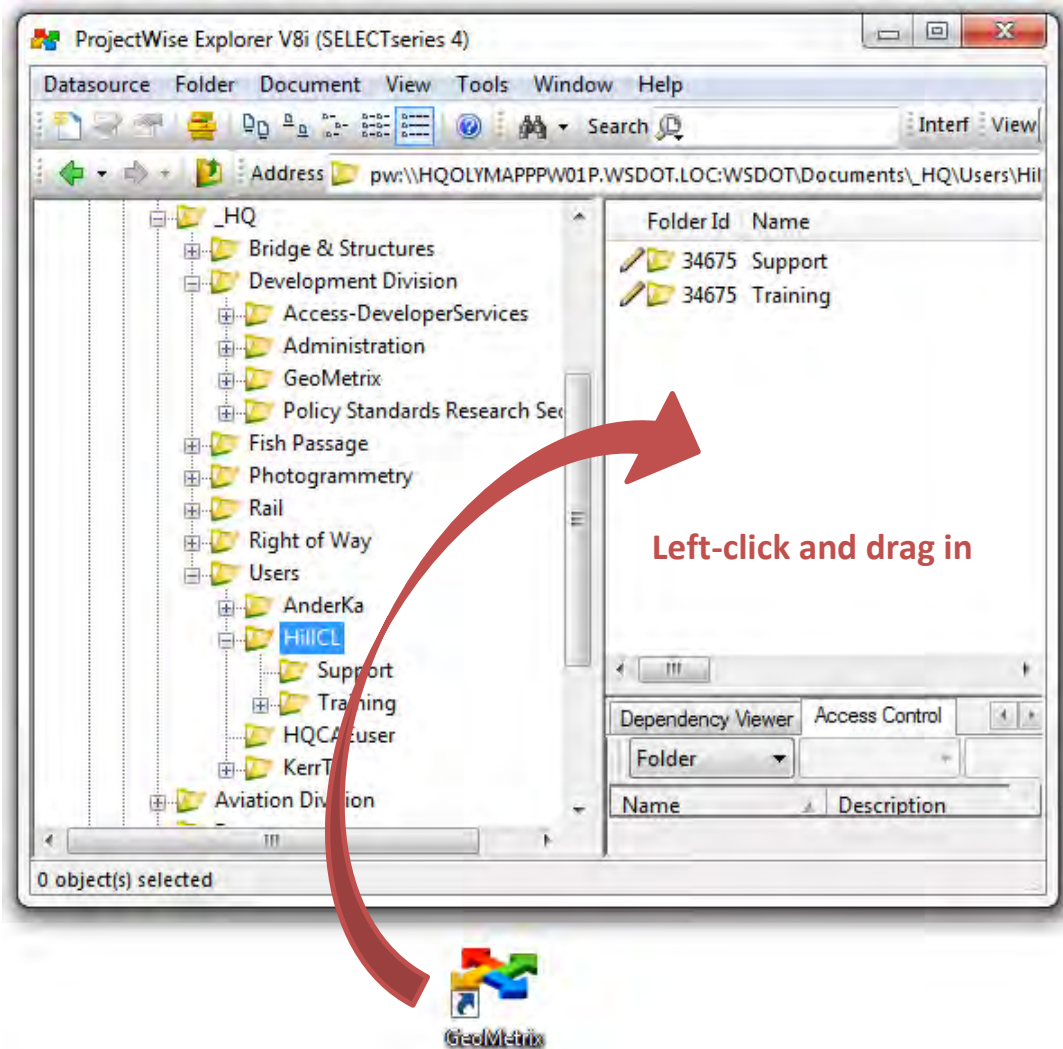 ProjectWise Explorer V8i (SELECTseries 4)
Datasource Folder Document View Tools Window Help
Search Interf View
Address pw:\\HQOLYMAPPPW01P.WSDOT.LOC:WSDOT\Documents\_HQ\Users\Hil
_HQ
Bridge & Structures
Development Division
Access-DeveloperServices
Administration
GeoMetrix
Policy Standards Research Sec
Fish Passage
Photogrammetry
Rail
Right of Way
Users
AnderKa
HillCL
Support
Training
HQCAEuser
KerrT
Aviation Division
Folder Id Name
34675 Support
34675 Training
Left-click and drag in
Dependency Viewer Access Control
Folder
Name Description
0 object(s) selected
GeoMetrix